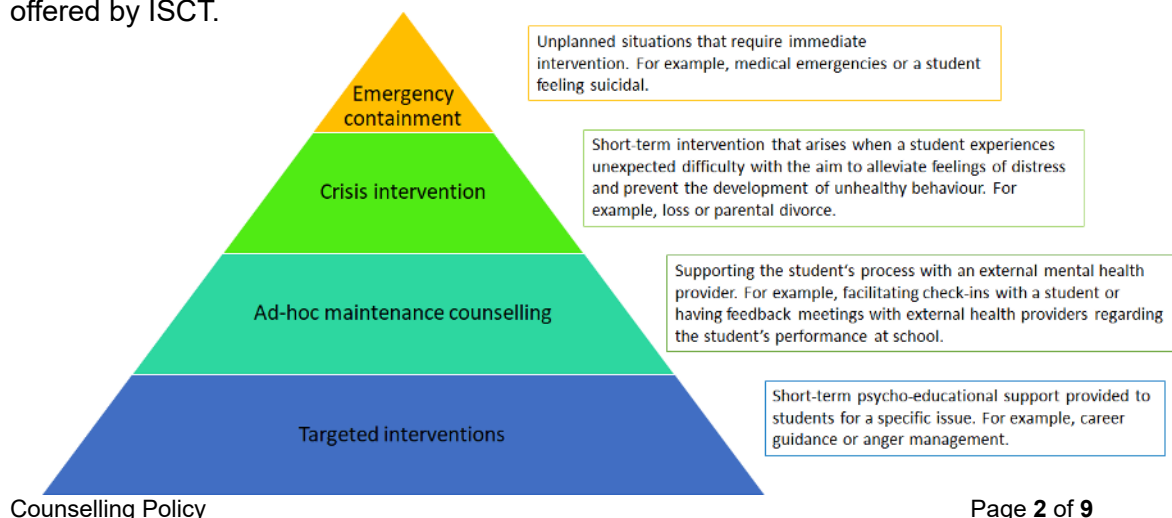 offered by ISCT.
Unplanned situations that require immediate
intervention. For example, medical emergencies or a student
feeling suicidal.
Emergency
containment
Short-term intervention that arises when a student experiences
unexpected difficulty with the aim to alleviate feelings of distress
and prevent the development of unhealthy behaviour. For
example, loss or parental divorce.
Crisis intervention
Supporting the student's process with an external mental health
provider. For example, facilitating check-ins with a student or
having feedback meetings with external health providers regarding
the student's performance at school.
Ad-hoc maintenance counselling
Short-term psycho-educational support provided to
students for a specific issue. For example, career
guidance or anger management.
Targeted interventions
Counselling Policy Page 2 of 9